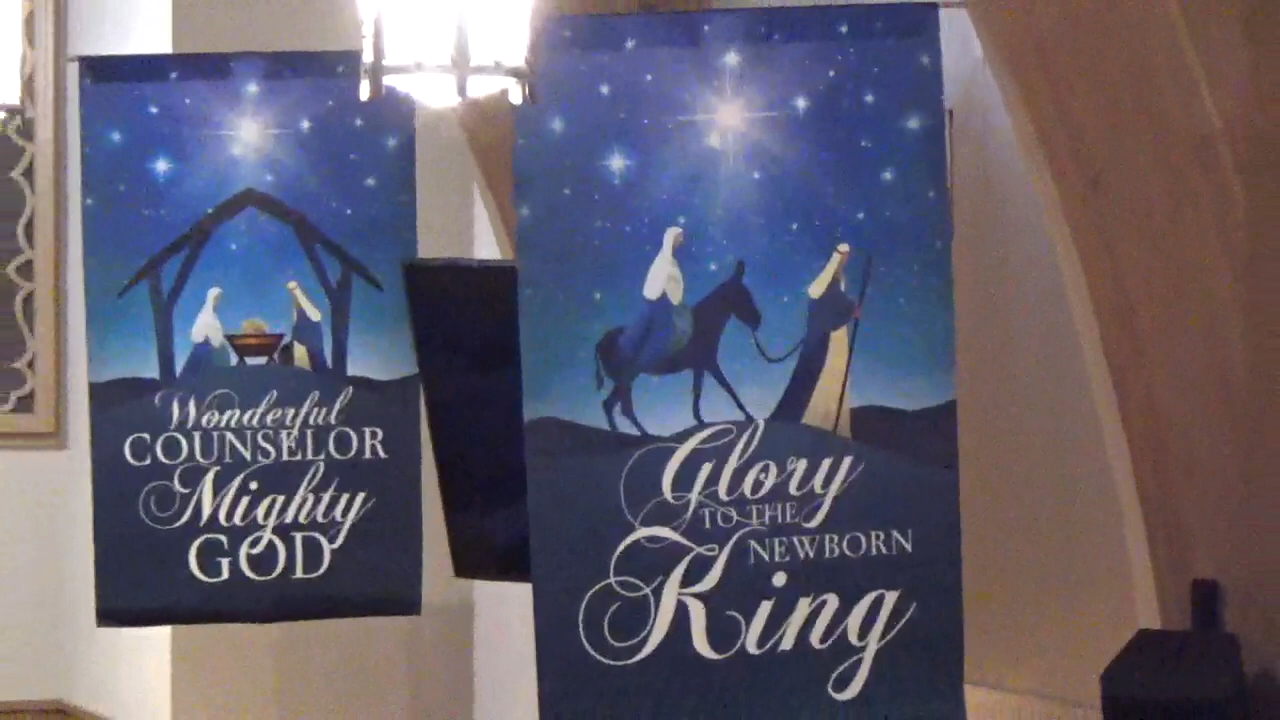 Wonderful
COUNSELOR
Mighty
GOD
Glory
TO THE
NEWBORN
King